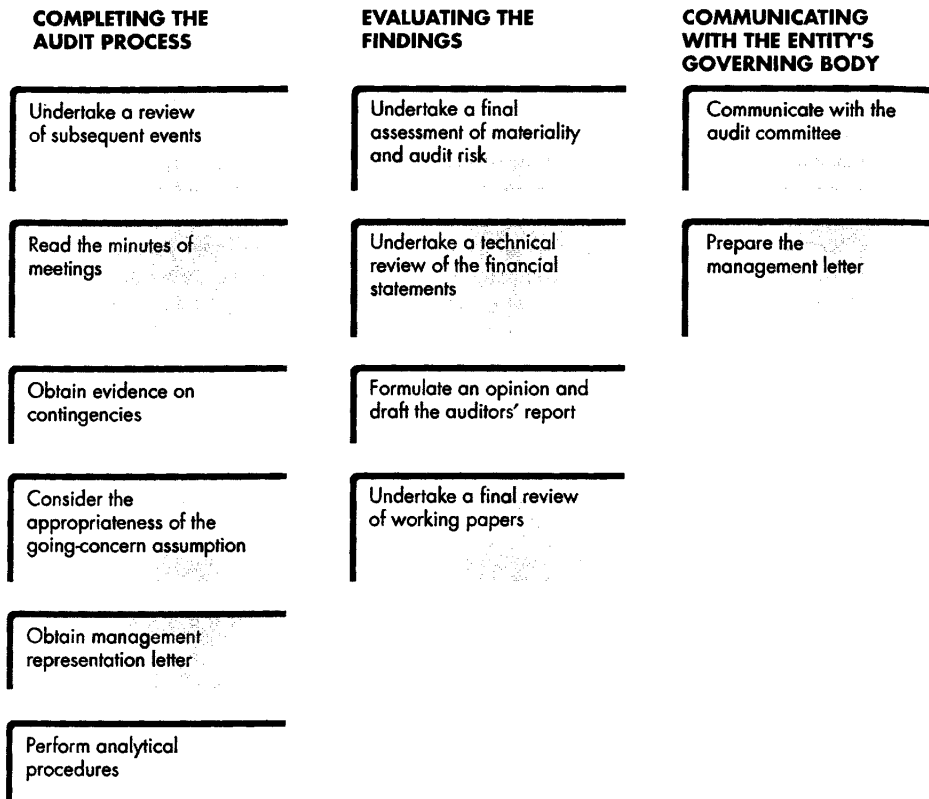 COMPLETING THE
AUDIT PROCESS
Undertake a review
of subsequent events
Read the minutes of
meetings
Obtain evidence on
contingencies
Consider the
appropriateness of the
going-concern assumption
Obtain management
representation letter
Perform analytical
procedures
EVALUATING THE
FINDINGS
Undertake a final
assessment of materiality
and audit risk
Undertake a technical
review of the financial
statements
Formulate an opinion and
draft the auditors' report
Undertake a final review
of working papers
COMMUNICATING
WITH THE ENTITY'S
GOVERNING BODY
Communicate with the
audit committee
Prepare the
management letter